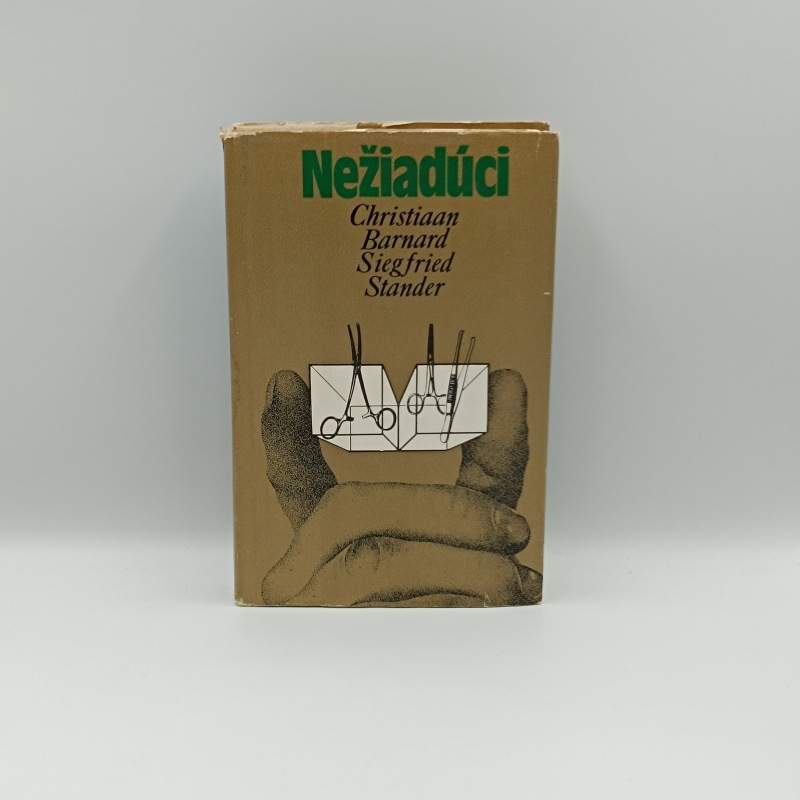 Nežiadúci
Christiaan
Barnard
Siegfried
Stander